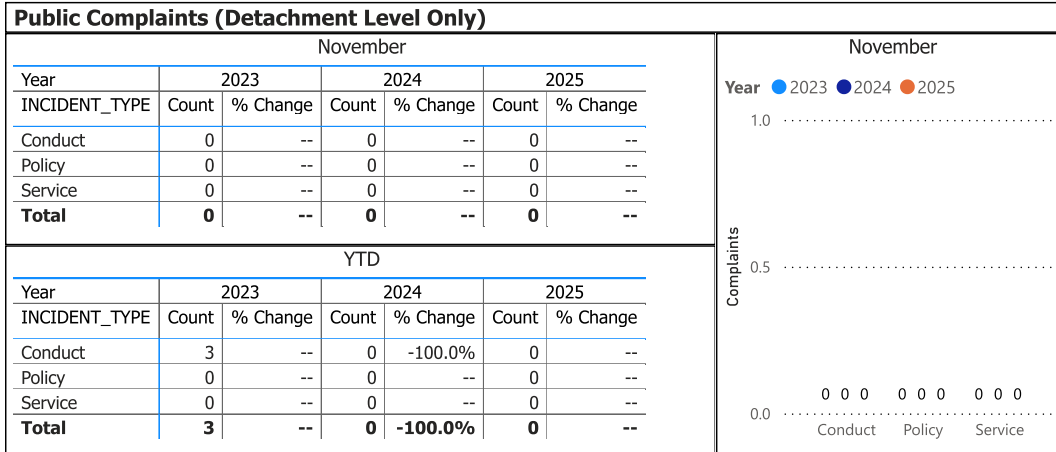 Public Complaints (Detachment Level Only)
November
Year 2023 2024 2025
INCIDENT_TYPE Count % Change Count % Change Count % Change
Conduct 0 -- 0 -- 0 --
Policy 0 -- 0 -- 0 --
Service 0 -- 0 -- 0 --
Total 0 -- 0 -- 0 --
YTD
Year 2023 2024 2025
INCIDENT_TYPE Count % Change Count % Change Count % Change
Conduct 3 -- 0 -100.0% 0 --
Policy 0 -- 0 -- 0 --
Service 0 -- 0 -- 0 --
Total 3 -- 0 -100.0% 0 --
November
Year 2023 2024 2025
Complaints
1.0
0.5
0.0
0 0 0 0 0 0 0 0 0
Conduct Policy Service